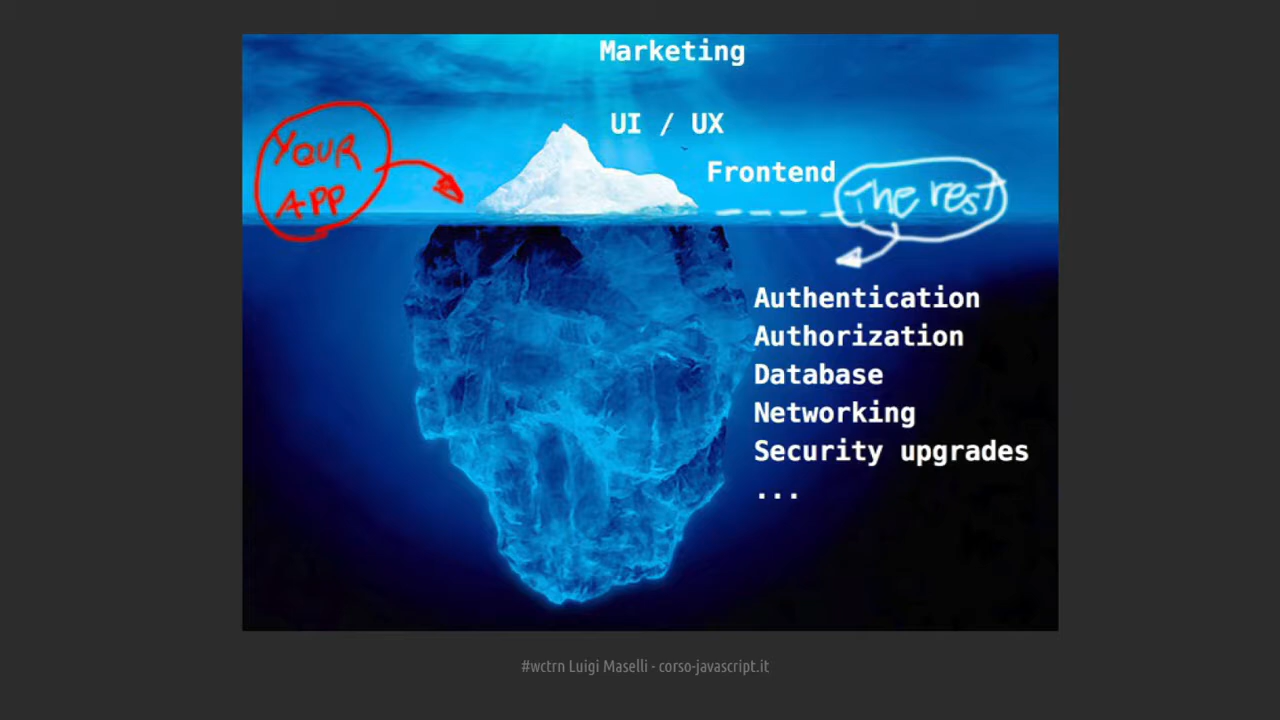 Marketing
UI / UX
Frontend
YOUR
APP
The rest
Authentication
Authorization
Database
Networking
Security upgrades
...
#wctrn Luigi Maselli - corso-javascript.it